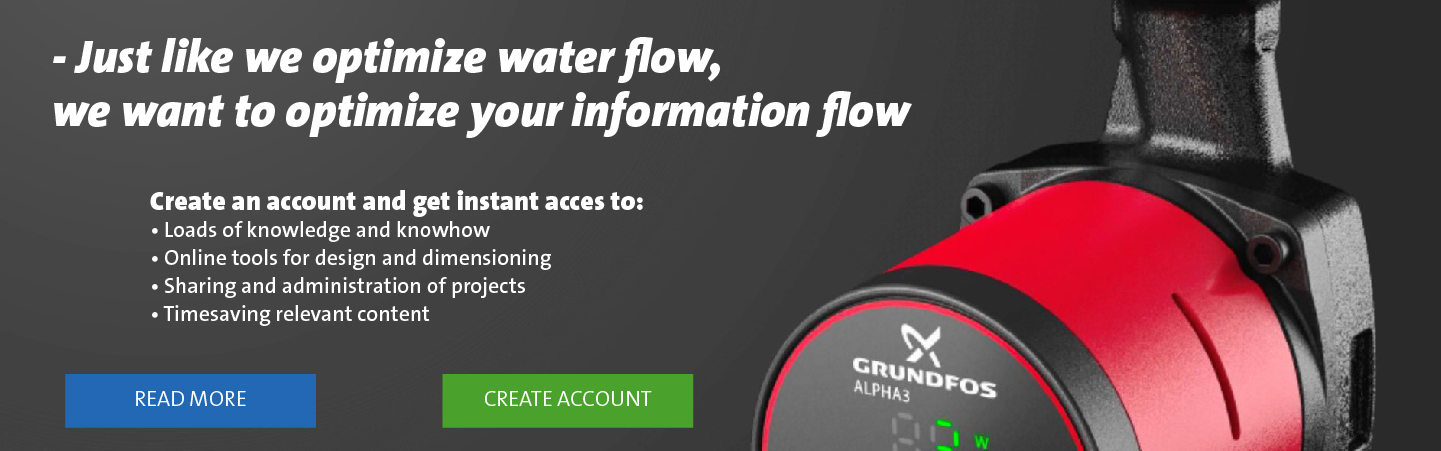 - Just like we optimize water flow,
we want to optimize your information flow
Create an account and get instant acces to:
• Loads of knowledge and knowhow
• Online tools for design and dimensioning
• Sharing and administration of projects
• Timesaving relevant content
READ MORE
CREATE ACCOUNT
GRUNDFOS
ALPHA3
W